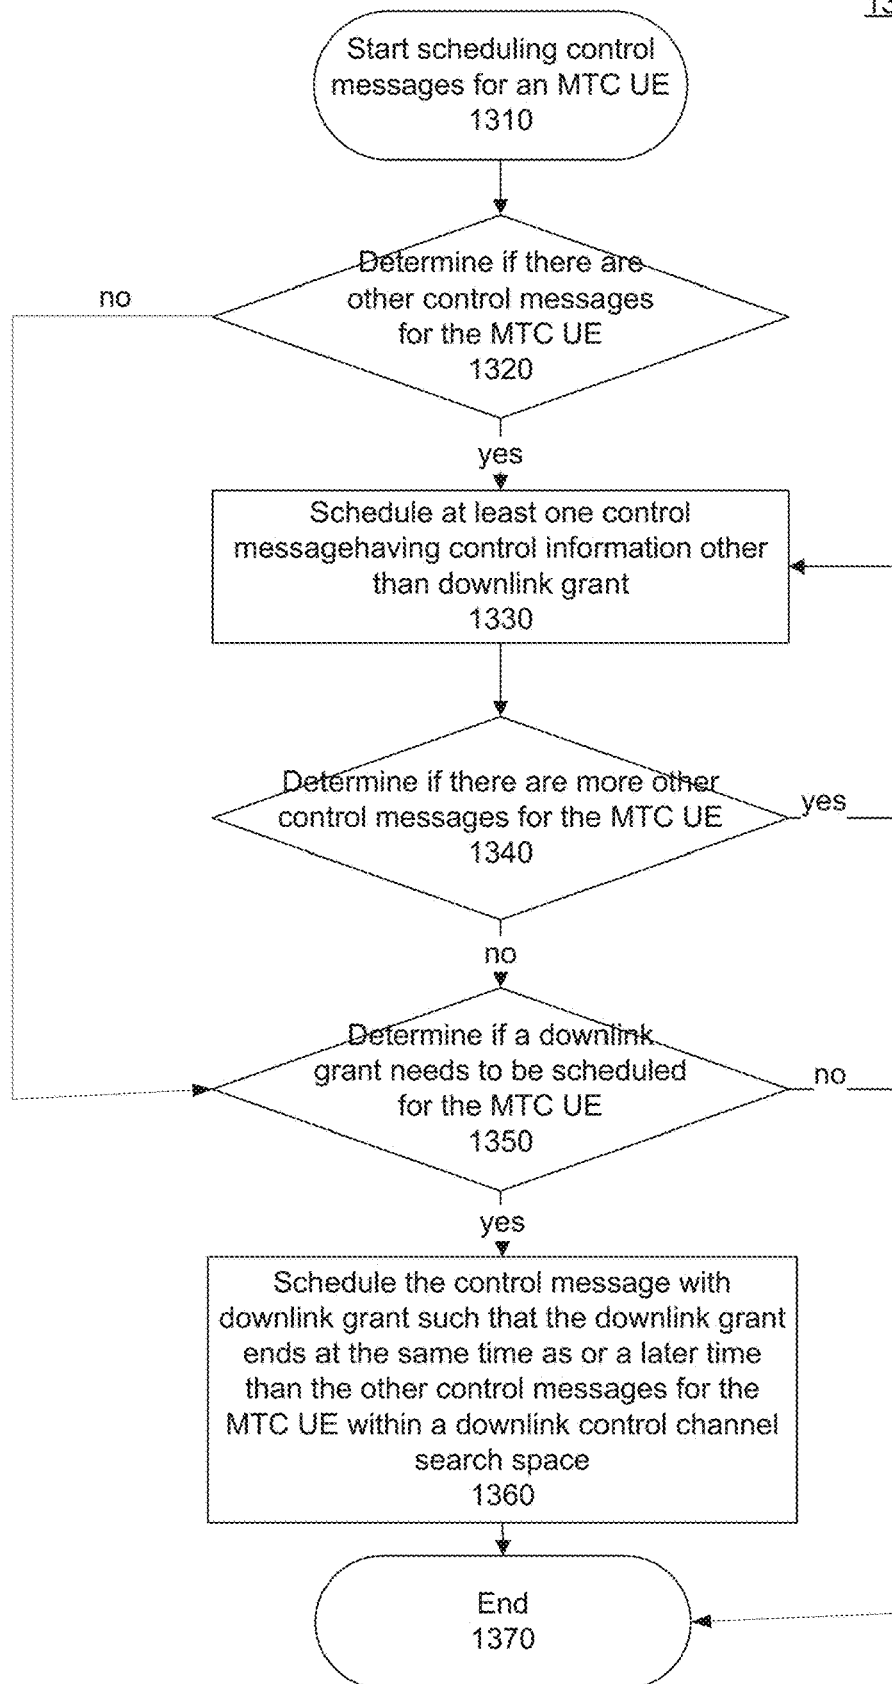 13
Start scheduling control
messages for an MTC UE
1310
Determine if there are
other control messages
for the MTC UE
1320
no
yes
Schedule at least one control
messagehaving control information other
than downlink grant
1330
Determine if there are more other
control messages for the MTC UE
1340
yes
no
Determine if a downlink
grant needs to be scheduled
for the MTC UE
1350
no
yes
Schedule the control message with
downlink grant such that the downlink grant
ends at the same time as or a later time
than the other control messages for the
MTC UE within a downlink control channel
search space
1360
End
1370